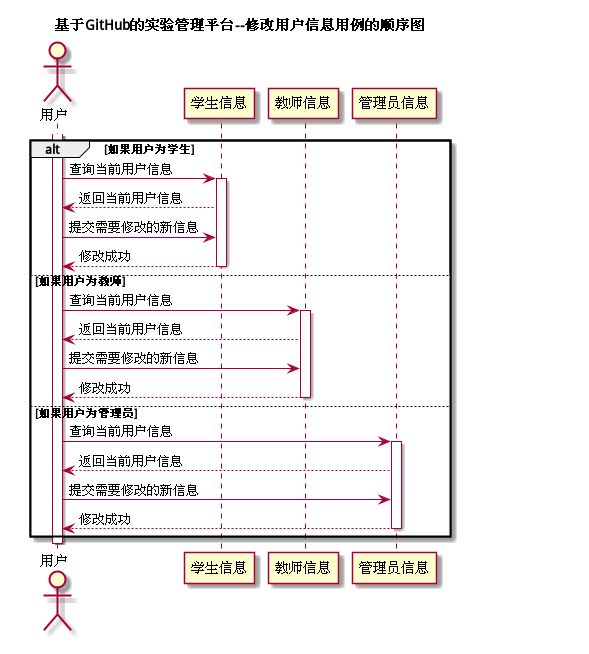 基于GitHub的实验管理平台--修改用户信息用例的顺序图
用户
学生信息 教师信息 管理员信息
alt [如果用户为学生]
查询当前用户信息
返回当前用户信息
提交需要修改的新信息
修改成功
[如果用户为教师]
查询当前用户信息
返回当前用户信息
提交需要修改的新信息
修改成功
[如果用户为管理员]
查询当前用户信息
返回当前用户信息
提交需要修改的新信息
修改成功
用户
学生信息 教师信息 管理员信息